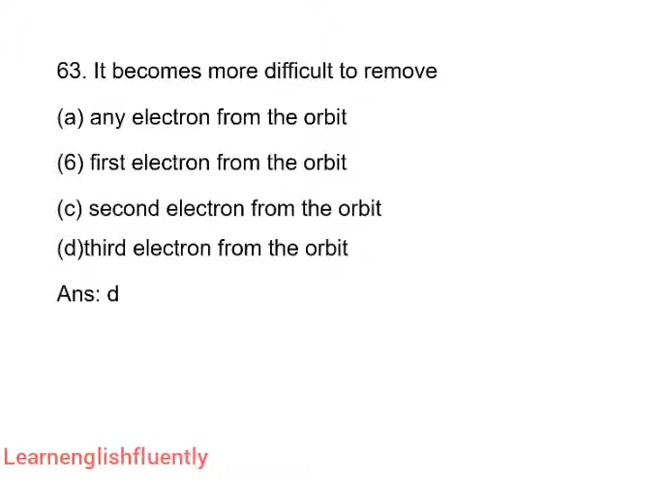 63. It becomes more difficult to remove
(a) any electron from the orbit
(6) first electron from the orbit
(c) second electron from the orbit
(d)third electron from the orbit
Ans: d
Learnenglishfluently